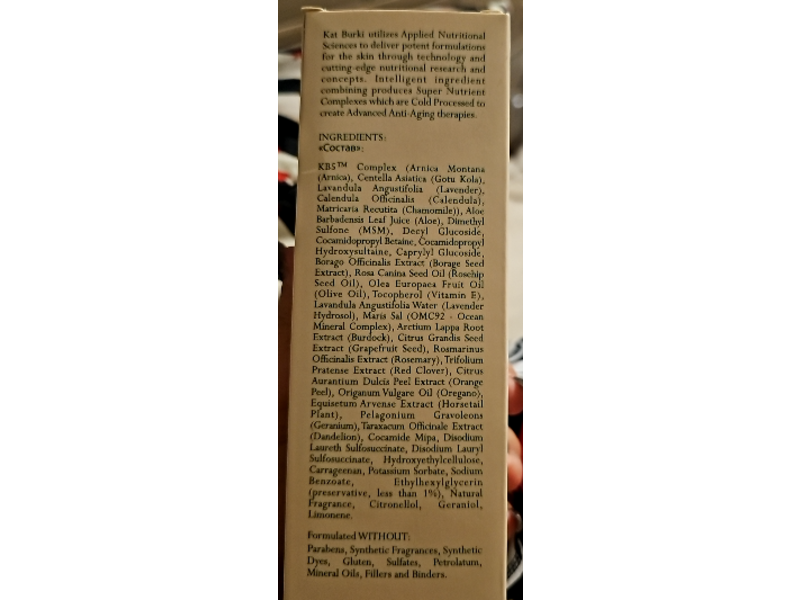 Kat Burki utilizes Applied Nutritional
Sciences to deliver potent formulations
for the skin through technology and
cutting-edge nutritional research and
concepts. Intelligent ingredient
combining produces Super Nutrient
Complexes which are Cold Processed to
create Advanced Anti-Aging therapies.
INGREDIENTS:
«Состав»:
KB5™ Complex (Arnica Montana
(Arnica), Centella Asiatica (Gotu Kola),
Lavandula Angustifolia (Lavender),
Calendula Officinalis (Calendula),
Matricaria Recutita (Chamomile)), Aloe
Barbadensis Leaf Juice (Aloe), Dimethyl
Sulfone (MSM), Decyl Glucoside,
Cocamidopropyl Betaine, Cocamidopropyl
Hydroxysultaine, Caprylyl Glucoside,
Borago Officinalis Extract (Borage Seed
Extract), Rosa Canina Seed Oil (Rosehip
Seed Oil), Olea Europaea Fruit Oil
(Olive Oil), Tocopherol (Vitamin E),
Lavandula Angustifolia Water (Lavender
Hydrosol), Maris Sal (OMC92 - Ocean
Mineral Complex), Arctium Lappa Root
Extract (Burdock), Citrus Grandis Seed
Extract (Grapefruit Seed), Rosmarinus
Officinalis Extract (Rosemary), Trifolium
Pratense Extract (Red Clover), Citrus
Aurantium Dulcis Peel Extract (Orange
Peel), Origanum Vulgare Oil (Oregano),
Equisetum Arvense Extract (Horsetail
Plant), Pelagonium Gravoleons
(Geranium), Taraxacum Officinale Extract
(Dandelion), Cocamide Mipa, Disodium
Laureth Sulfosuccinate, Disodium Lauryl
Sulfosuccinate, Hydroxyethylcellulose,
Carrageenan, Potassium Sorbate, Sodium
Benzoate, Ethylhexylglycerin
(preservative, less than 1%), Natural
Fragrance, Citronellol, Geraniol,
Limonene.
Formulated WITHOUT:
Parabens, Synthetic Fragrances, Synthetic
Dyes, Gluten, Sulfates, Petrolatum,
Mineral Oils, Fillers and Binders.